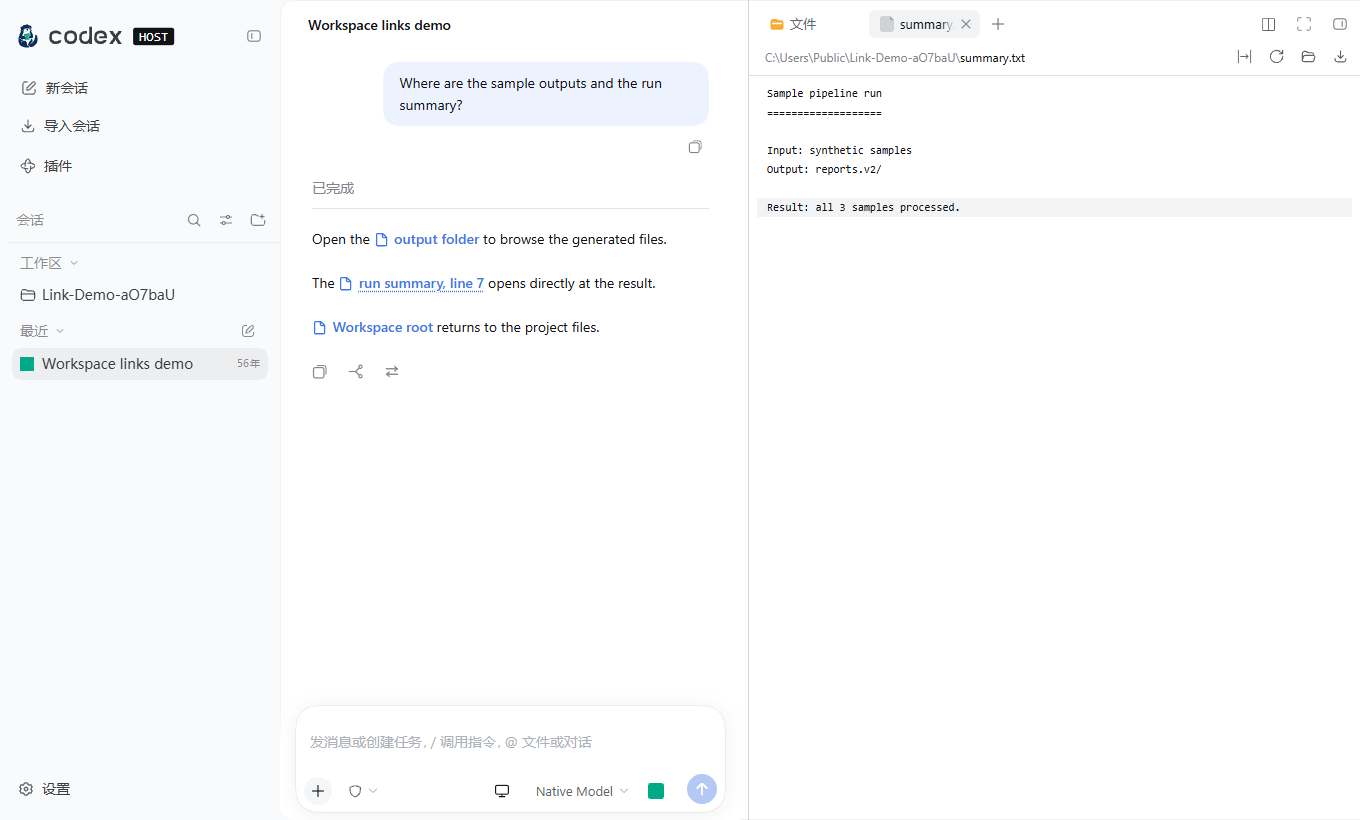 codex HOST
新会话
导入会话
插件
会话
工作区
Link-Demo-aO7baU
最近
Workspace links demo 56年
设置
Workspace links demo
Where are the sample outputs and the run
summary?
已完成
Open the output folder to browse the generated files.
The run summary, line 7 opens directly at the result.
Workspace root returns to the project files.
发消息或创建任务, / 调用指令, @ 文件或对话
Native Model
文件 summary.
C:\Users\Public\Link-Demo-aO7baU\summary.txt
Sample pipeline run
===================
Input: synthetic samples
Output: reports.v2/
Result: all 3 samples processed.